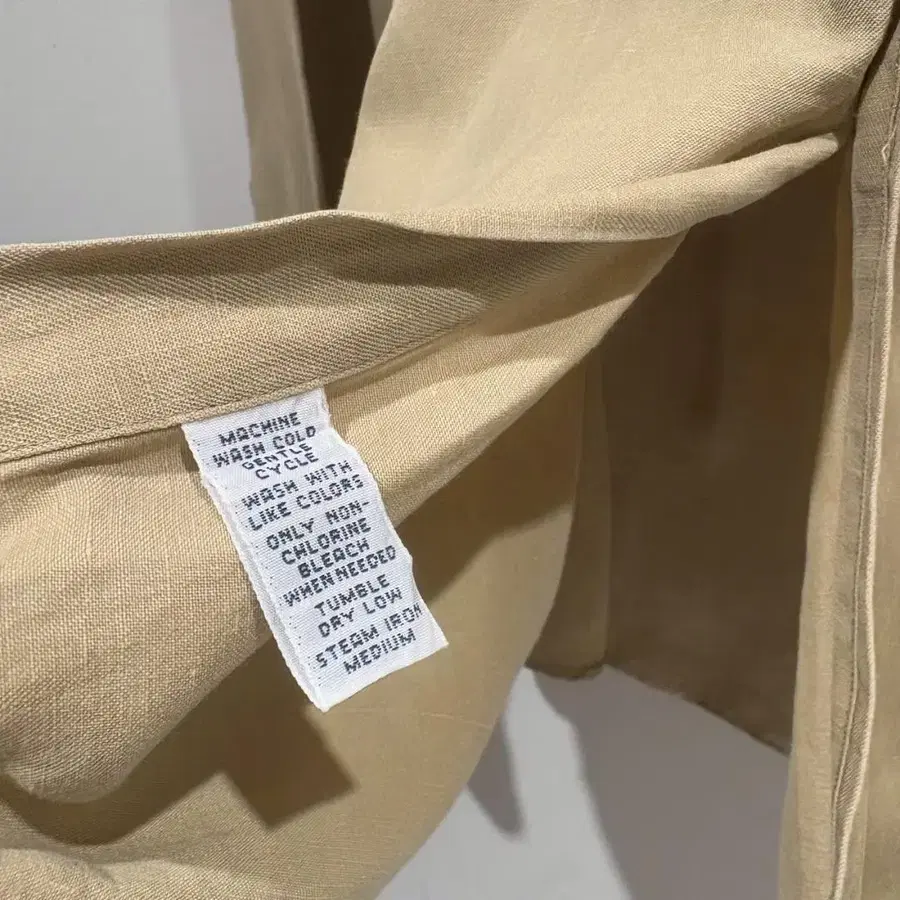 MACHINE
WASH COLD
GENTLE
CYCLE
WASH WITH
LIKE COLORS
ONLY NON-
CHLORINE
BLEACH
WHEN NEEDED
TUMBLE
DRY LOW
STEAM IRON
MEDIUM